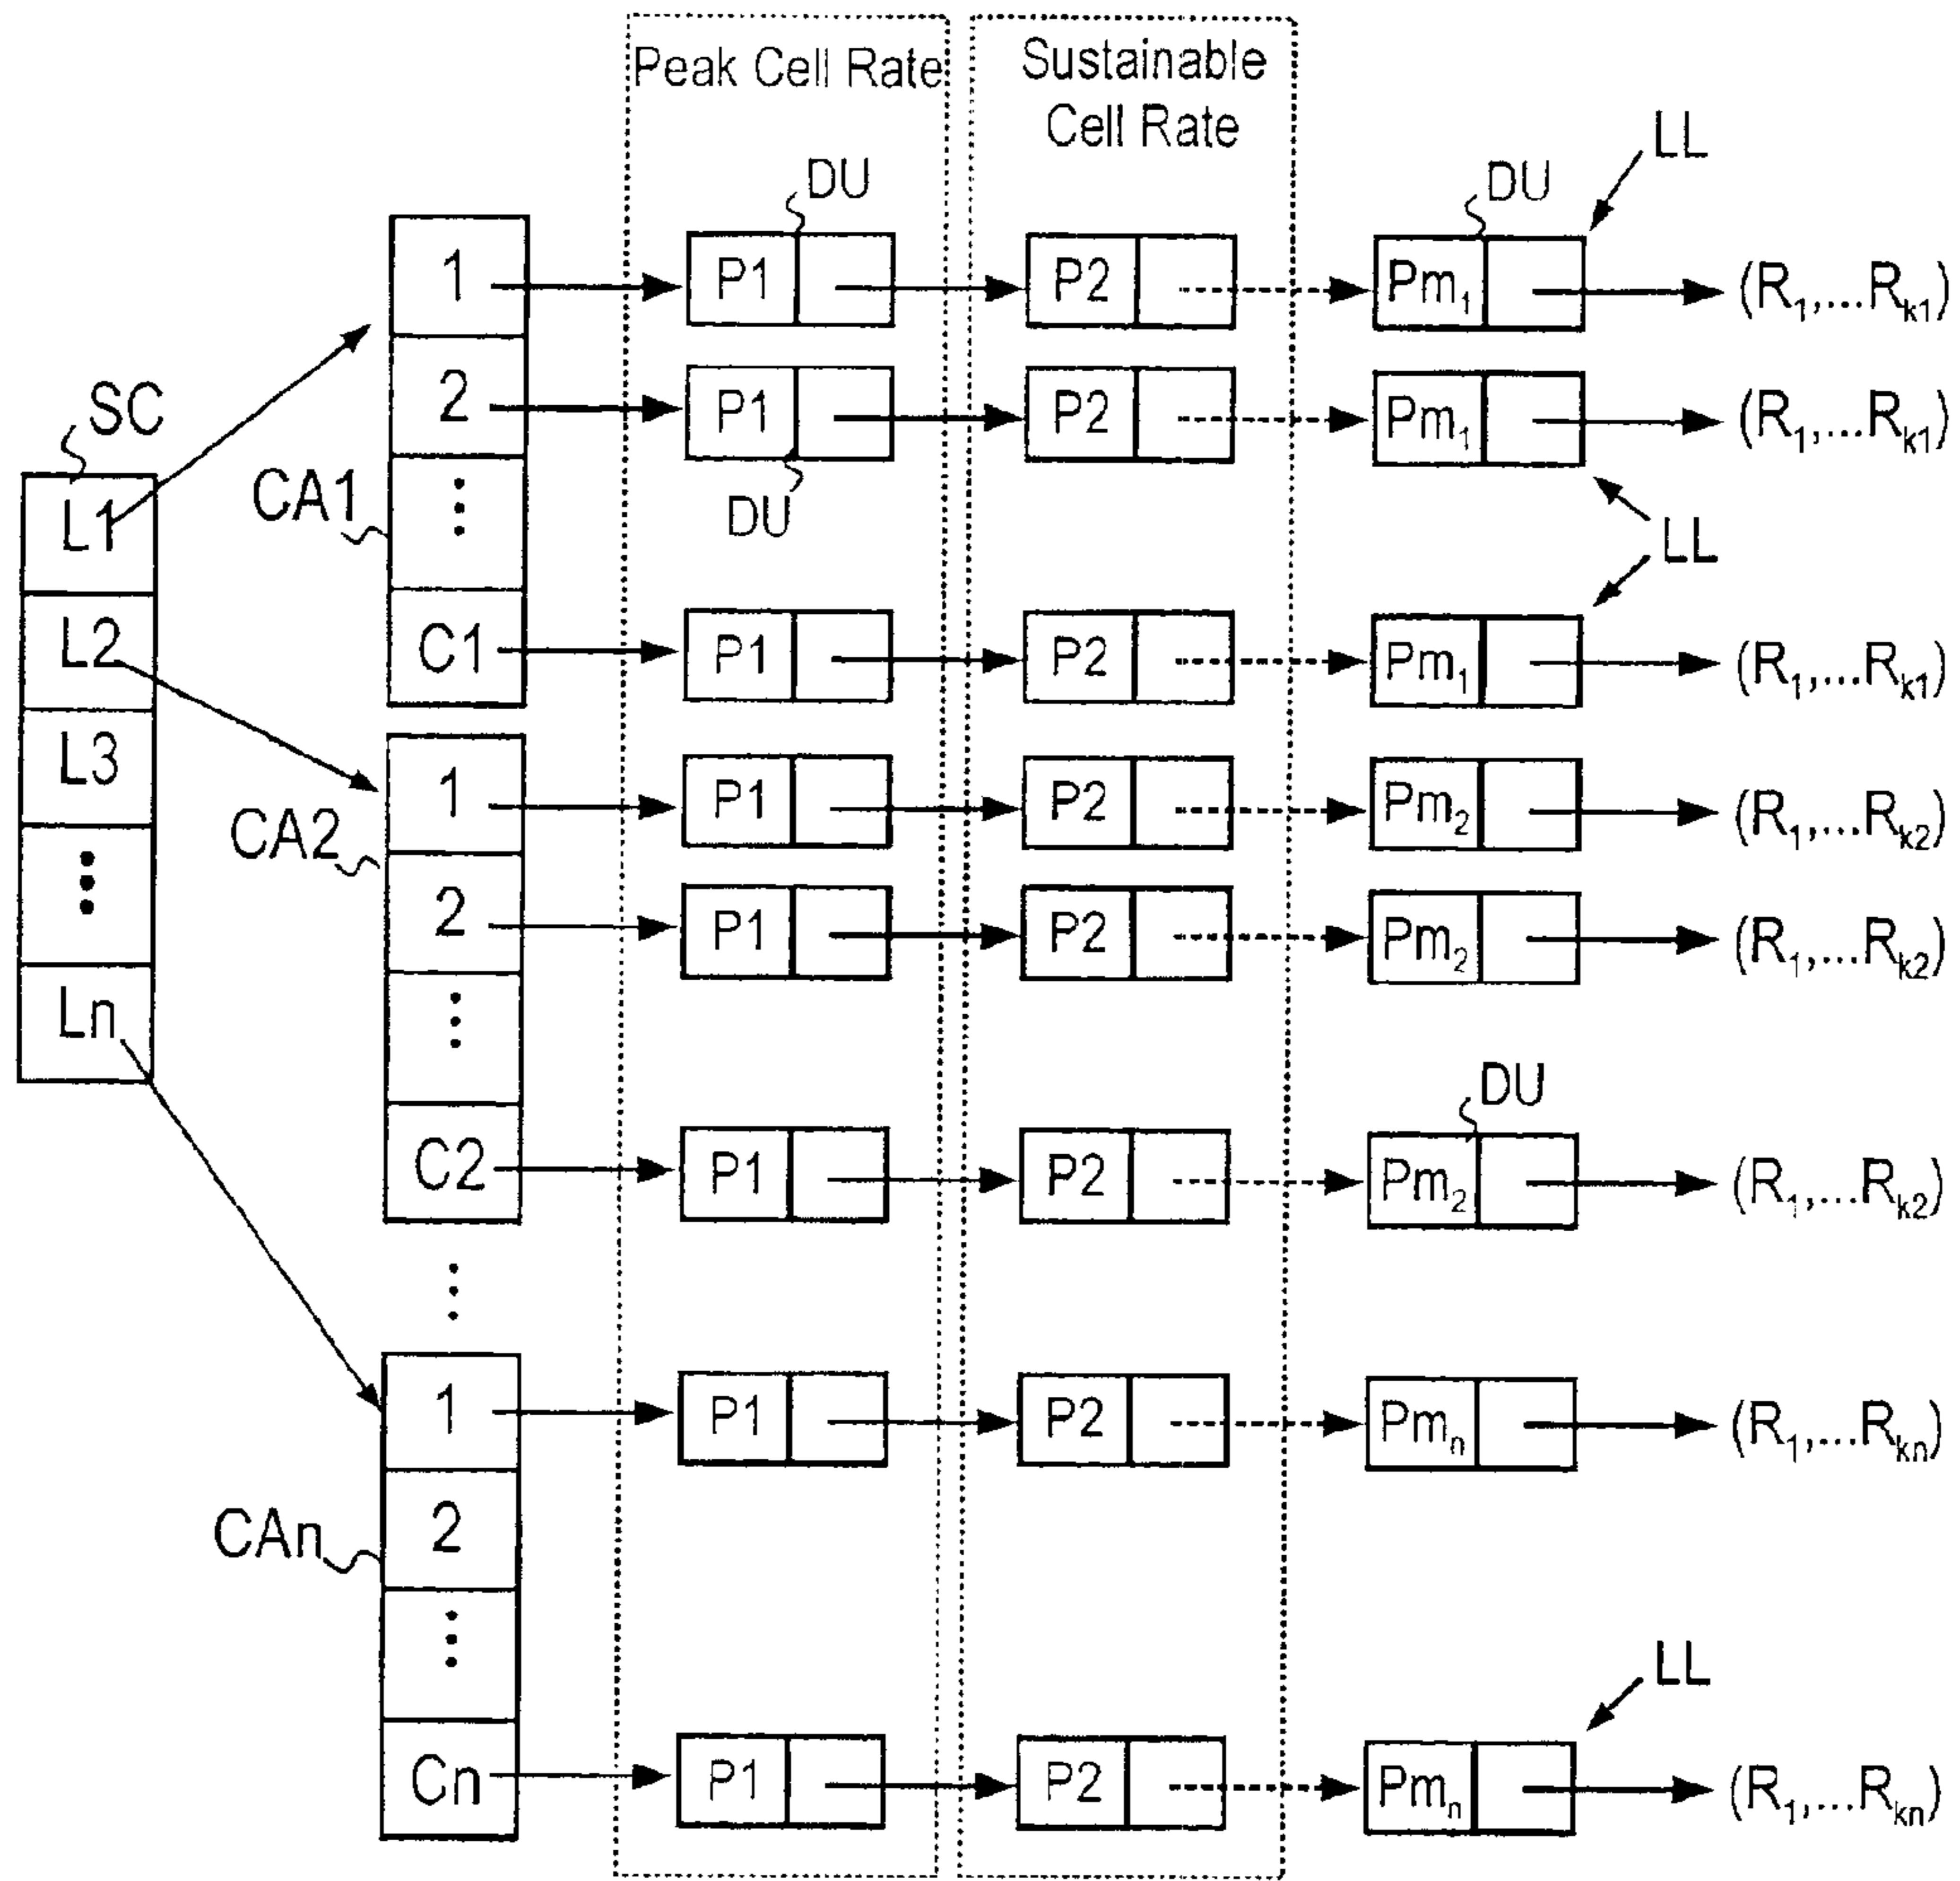 Peak Cell Rate
Sustainable
Cell Rate
LL
DU
DU
1
P1
P2
Pm₁
(R₁,...Rₖ₁)
2
P1
P2
Pm₁
(R₁,...Rₖ₁)
SC
CA1
DU
LL
L1
⋮
C1
P1
P2
Pm₁
(R₁,...Rₖ₁)
L2
L3
CA2
1
P1
P2
Pm₂
(R₁,...Rₖ₂)
⋮
2
P1
P2
Pm₂
(R₁,...Rₖ₂)
Ln
⋮
DU
C2
P1
P2
Pm₂
(R₁,...Rₖ₂)
⋮
1
P1
P2
Pmₙ
(R₁,...Rₖₙ)
CAn
2
⋮
LL
Cn
P1
P2
Pmₙ
(R₁,...Rₖₙ)